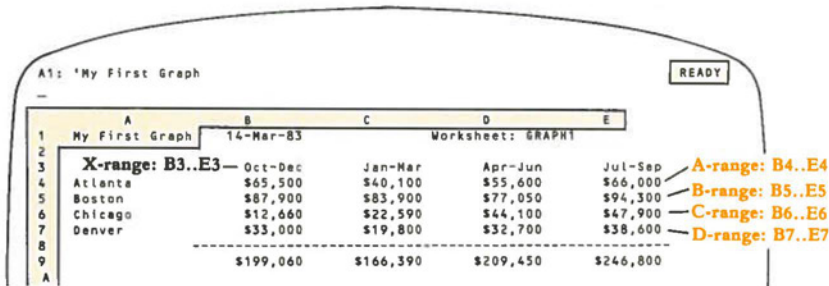 A1: 'My First Graph READY
A B C D E
1 My First Graph 14-Mar-83 Worksheet: GRAPH1
2
3 X-range: B3..E3 Oct-Dec Jan-Mar Apr-Jun Jul-Sep A-range: B4..E4
4 Atlanta $65,500 $40,100 $55,600 $66,000
5 Boston $87,900 $83,900 $77,050 $94,300 B-range: B5..E5
6 Chicago $12,660 $22,590 $44,100 $47,900 C-range: B6..E6
7 Denver $33,000 $19,800 $32,700 $38,600 D-range: B7..E7
8 ------------------------------------------------
9 $199,060 $166,390 $209,450 $246,800
A